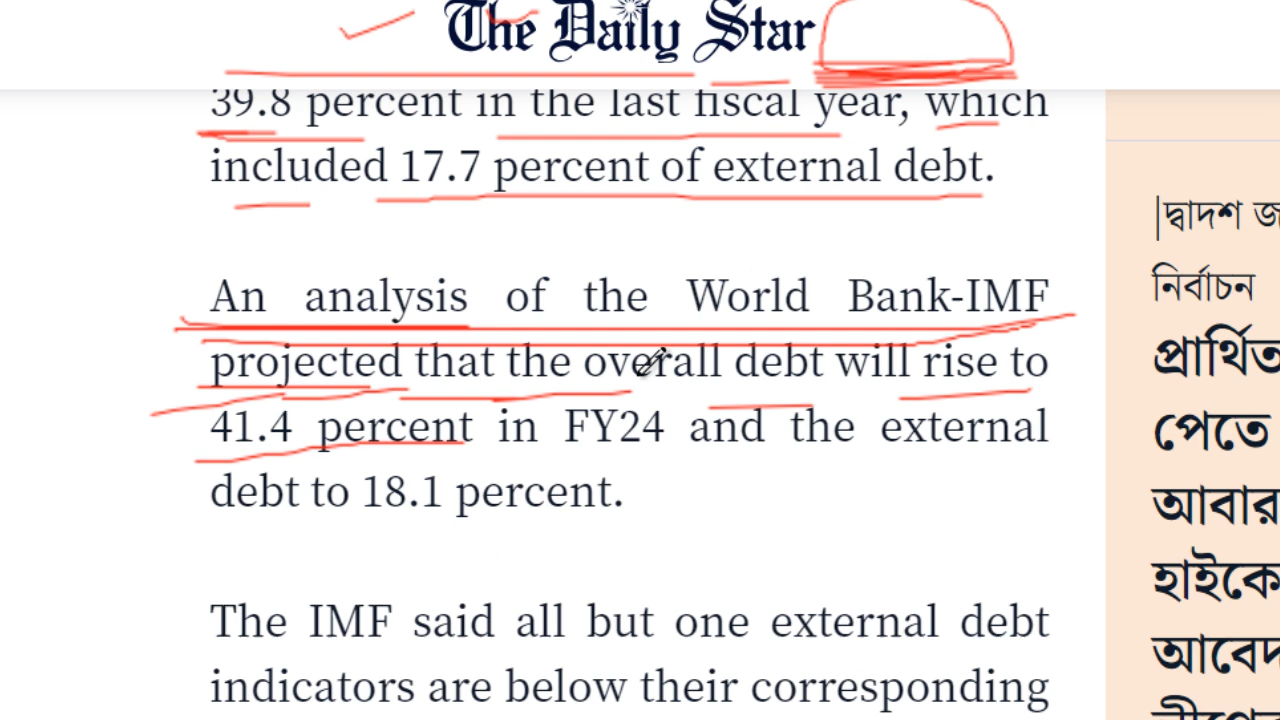 The Daily Star
39.8 percent in the last fiscal year, which
included 17.7 percent of external debt.
An analysis of the World Bank-IMF
projected that the overall debt will rise to
41.4 percent in FY24 and the external
debt to 18.1 percent.
The IMF said all but one external debt
indicators are below their corresponding
|দ্বাদশ জ
নির্বাচন
প্রার্থিত
পেতে
আবার
হাইকো
আবেদ